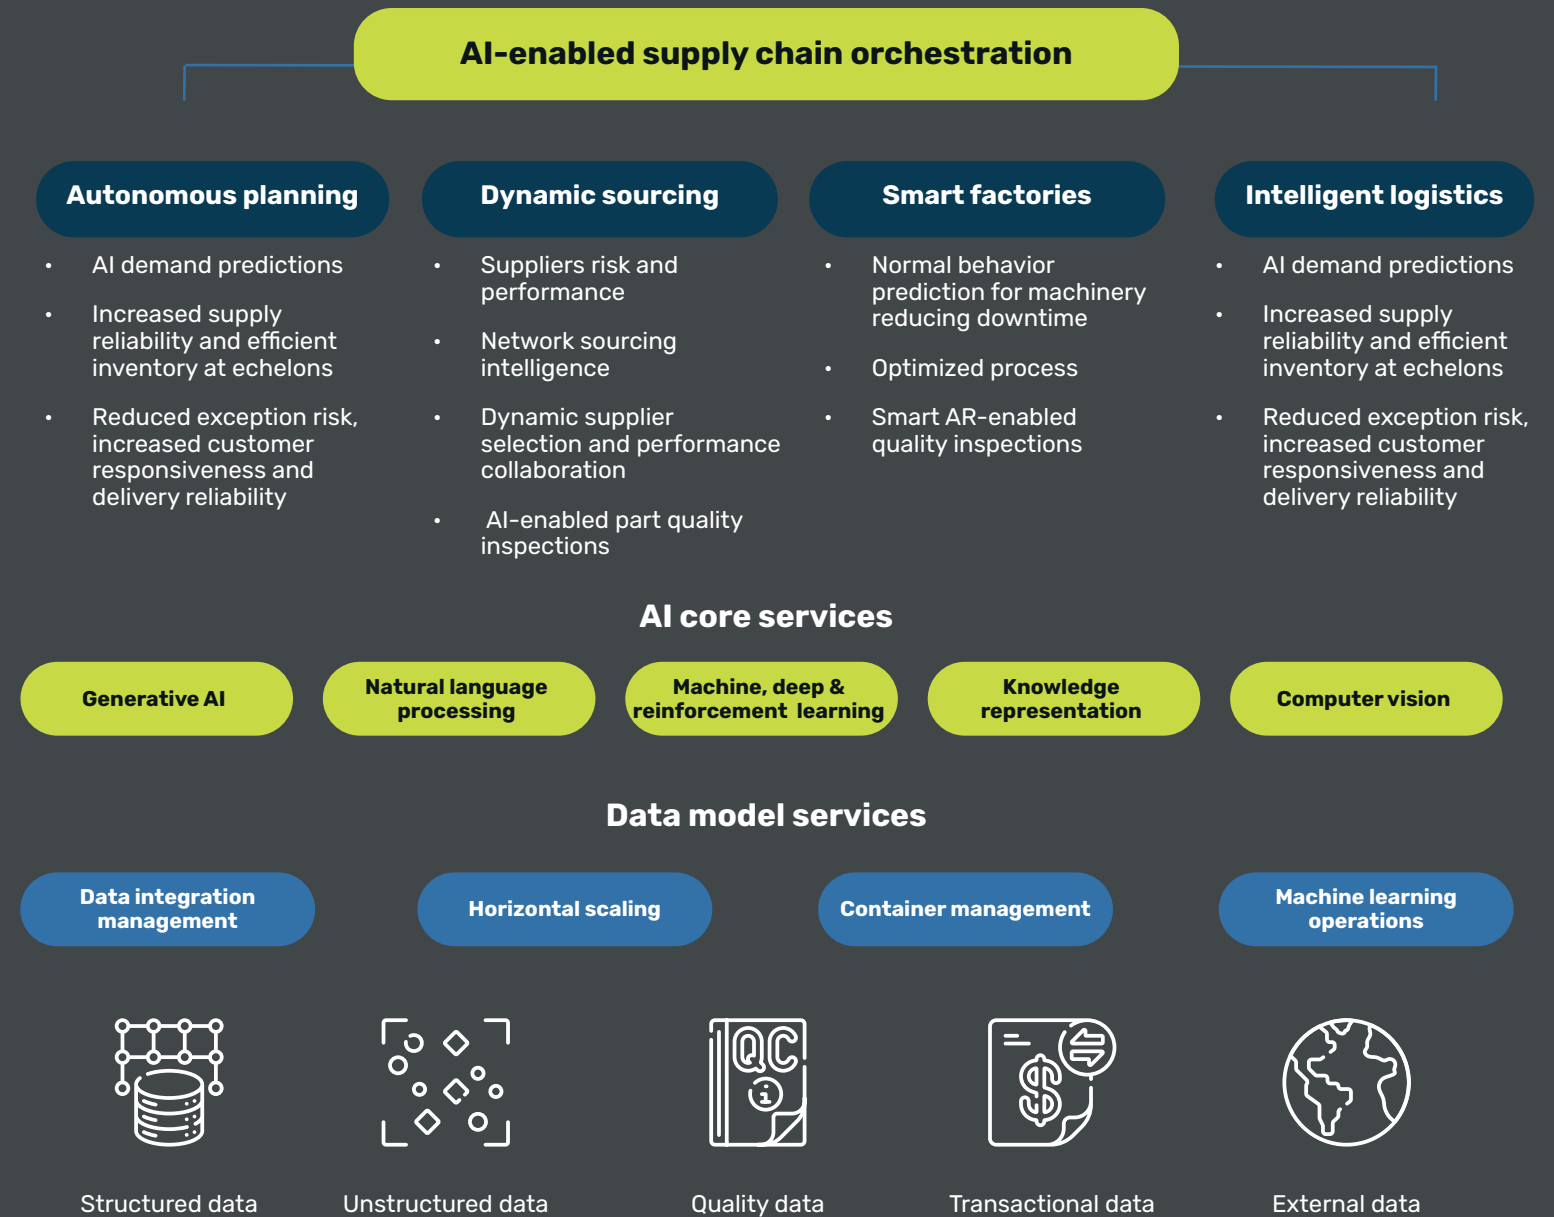 AI-enabled supply chain orchestration
Autonomous planning
• AI demand predictions
• Increased supply
reliability and efficient
inventory at echelons
• Reduced exception risk,
increased customer
responsiveness and
delivery reliability
Dynamic sourcing
• Suppliers risk and
performance
• Network sourcing
intelligence
• Dynamic supplier
selection and performance
collaboration
• AI-enabled part quality
inspections
Smart factories
• Normal behavior
prediction for machinery
reducing downtime
• Optimized process
• Smart AR-enabled
quality inspections
Intelligent logistics
• AI demand predictions
• Increased supply
reliability and efficient
inventory at echelons
• Reduced exception risk,
increased customer
responsiveness and
delivery reliability
AI core services
Generative AI
Natural language
processing
Machine, deep &
reinforcement learning
Knowledge
representation
Computer vision
Data model services
Data integration
management
Horizontal scaling
Container management
Machine learning
operations
QC
i
$
Structured data
Unstructured data
Quality data
Transactional data
External data